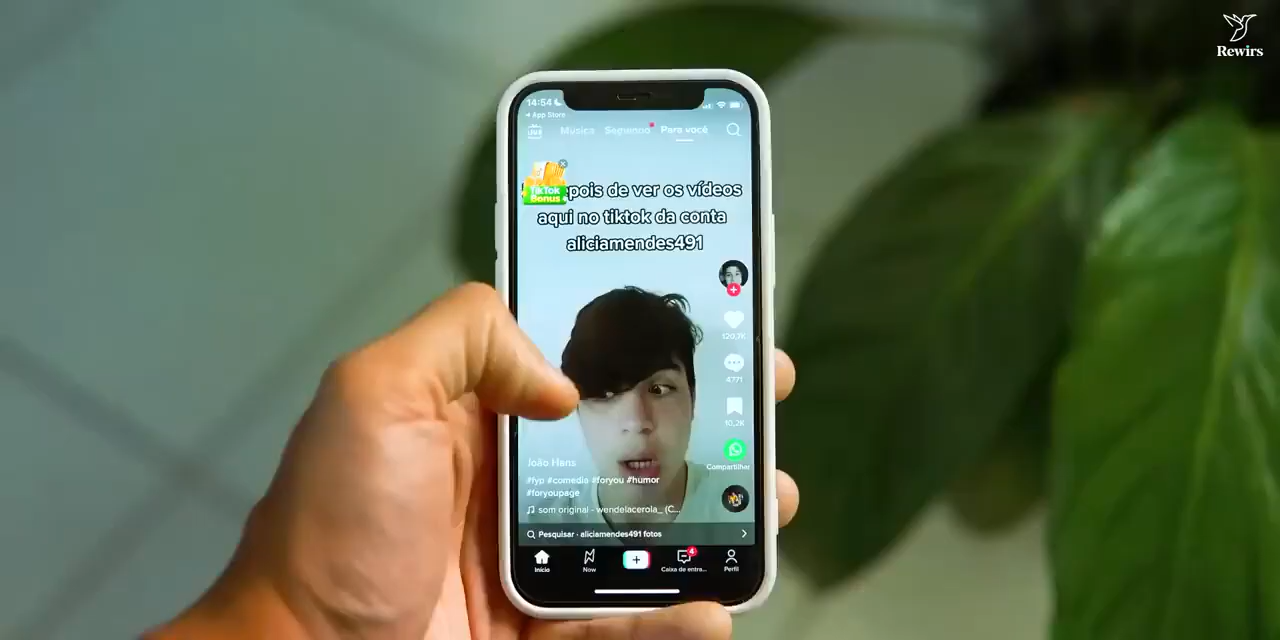 Rewirs
14:54
App Store
LIVE
Música Seguindo Para você
TikTok
Bonus
pois de ver os vídeos
aqui no tiktok da conta
aliciamendes491
120,7K
4771
10,2K
Compartilhar
João Hans
#fyp #comedia #foryou #humor
#foryoupage
som original - wendelacerola_ (C...
Pesquisar · aliciamendes491 fotos
4
Início Now Caixa de entra... Perfil